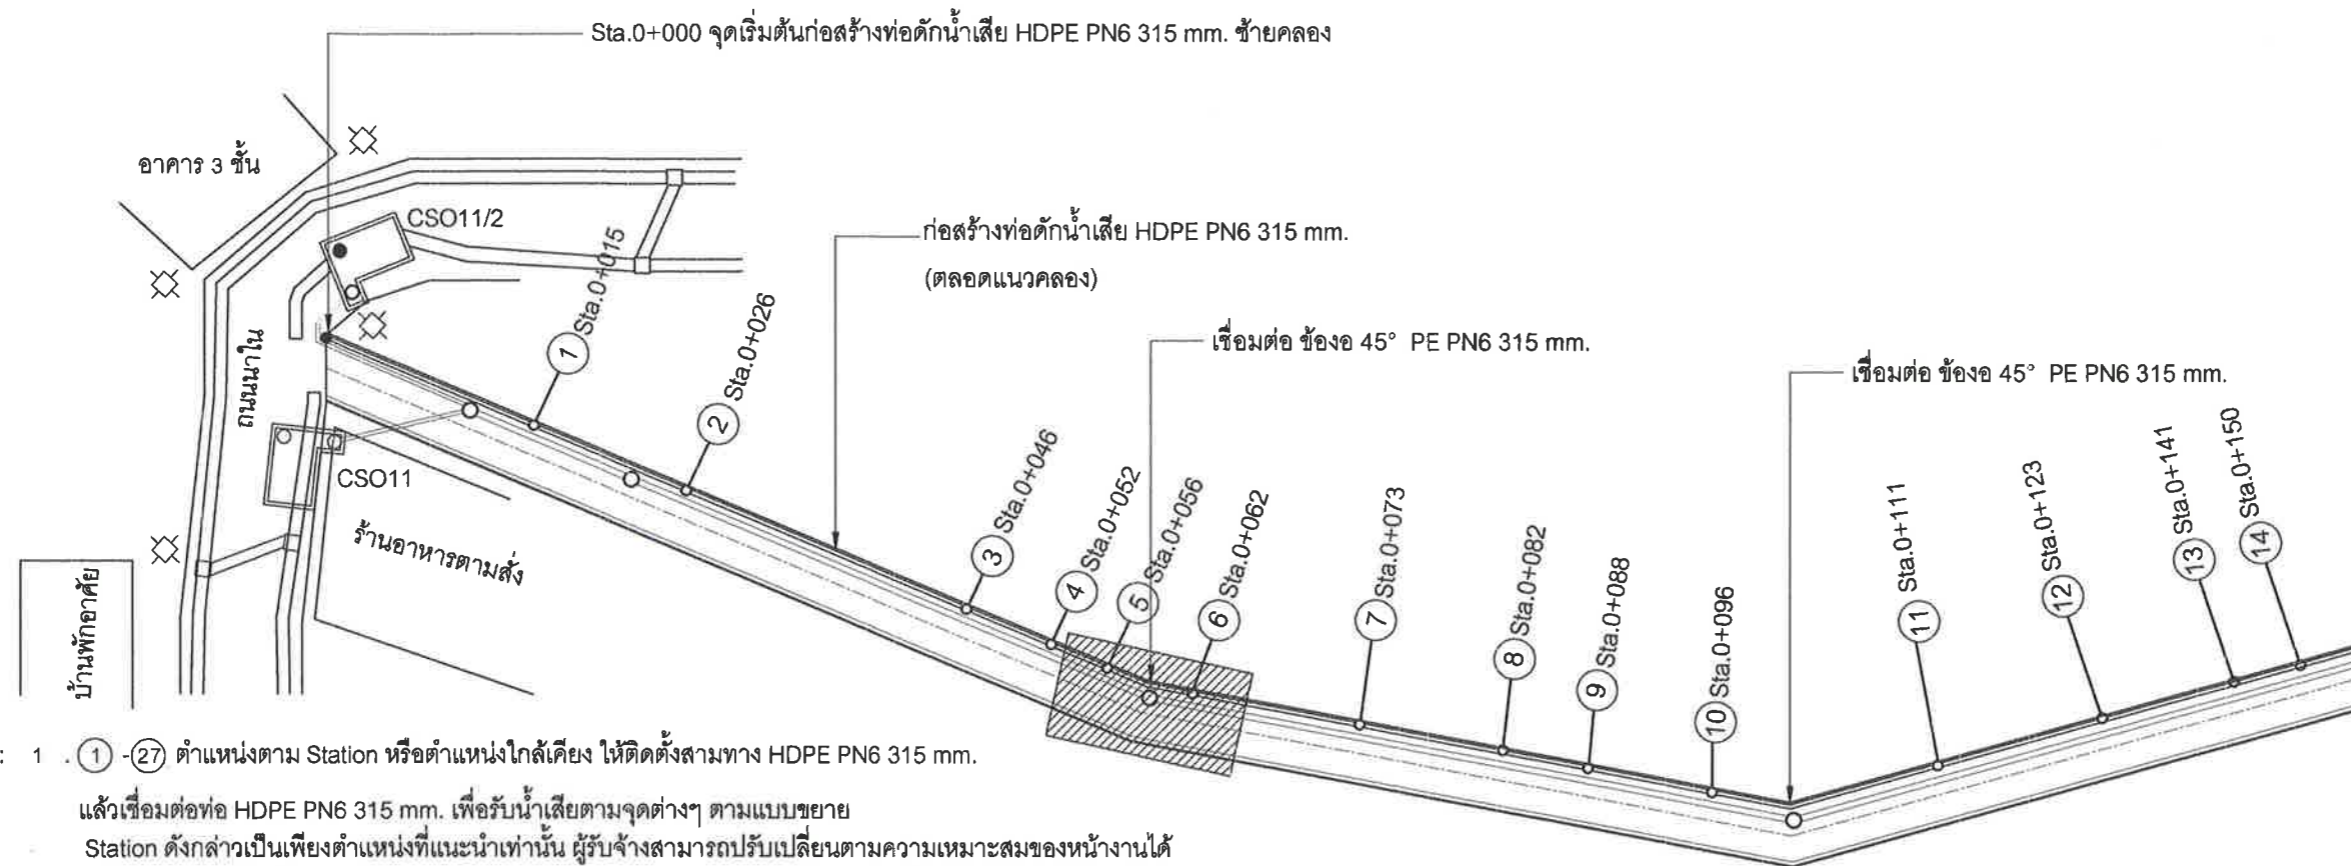 Sta.0+000 จุดเริ่มต้นก่อสร้างท่อดักน้ำเสีย HDPE PN6 315 mm. ซ้ายคลอง
อาคาร 3 ชั้น
CSO11/2
ก่อสร้างท่อดักน้ำเสีย HDPE PN6 315 mm.
(ตลอดแนวคลอง)
เชื่อมต่อ ข้องอ 45° PE PN6 315 mm.
เชื่อมต่อ ข้องอ 45° PE PN6 315 mm.
ถนนนาใน
CSO11
ร้านอาหารตามสั่ง
บ้านพักอาศัย
1 Sta.0+015
2 Sta.0+026
3 Sta.0+046
4 Sta.0+052
5 Sta.0+056
6 Sta.0+062
7 Sta.0+073
8 Sta.0+082
9 Sta.0+088
10 Sta.0+096
11 Sta.0+111
12 Sta.0+123
13 Sta.0+141
14 Sta.0+150
: 1 . 1 -27 ตำแหน่งตาม Station หรือตำแหน่งใกล้เคียง ให้ติดตั้งสามทาง HDPE PN6 315 mm.
แล้วเชื่อมต่อท่อ HDPE PN6 315 mm. เพื่อรับน้ำเสียตามจุดต่างๆ ตามแบบขยาย
Station ดังกล่าวเป็นเพียงตำแหน่งที่แนะนำเท่านั้น ผู้รับจ้างสามารถปรับเปลี่ยนตามความเหมาะสมของหน้างานได้